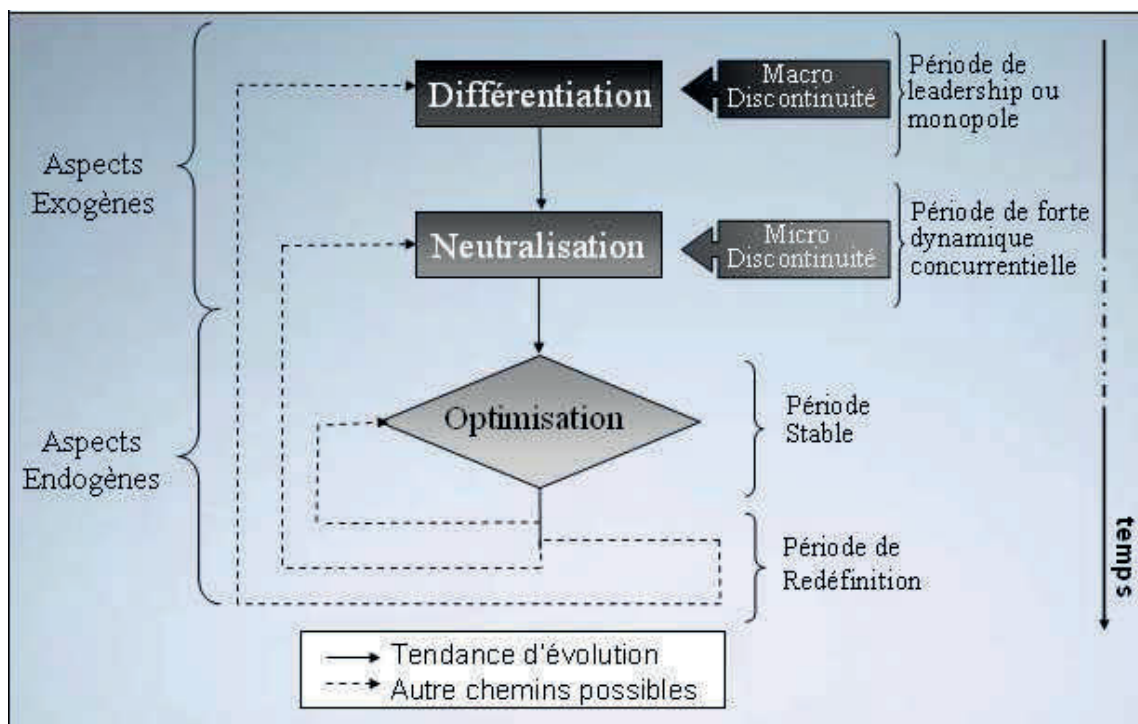 Différentiation
Macro
Discontinuité
Période de
leadership ou
monopole
Aspects
Exogènes
Neutralisation
Micro
Discontinuité
Période de forte
dynamique
concurrentielle
Optimisation
Période
Stable
Aspects
Endogènes
Période de
Redéfinition
temps
Tendance d'évolution
Autre chemins possibles